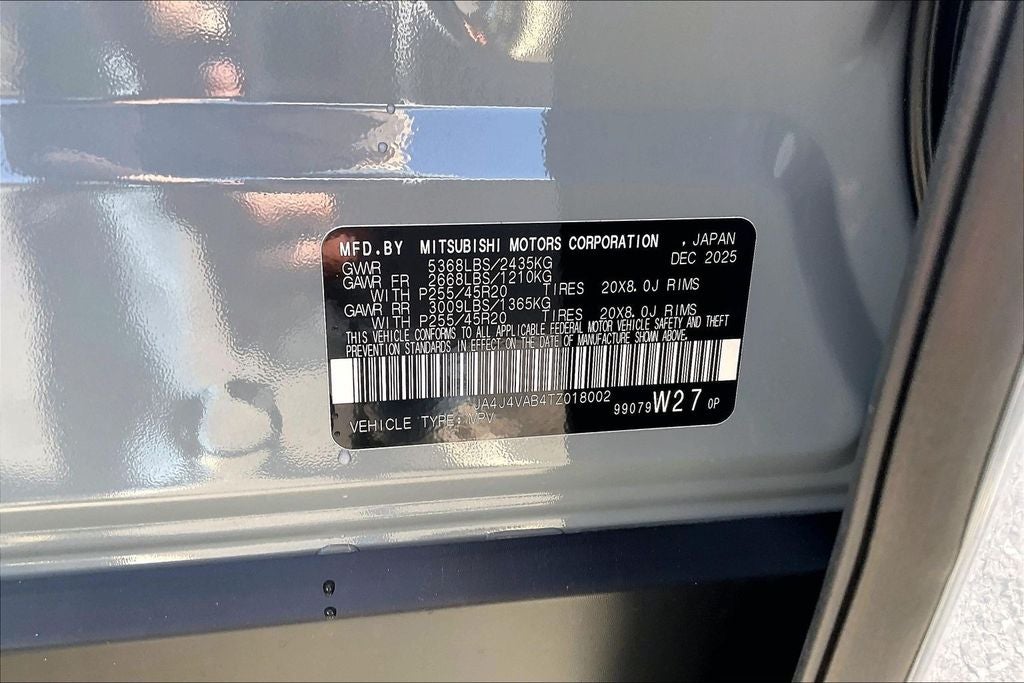 MFD.BY MITSUBISHI MOTORS CORPORATION , JAPAN
GVWR 5368LBS/2435KG DEC 2025
GAWR FR 2668LBS/1210KG
WITH P255/45R20 TIRES 20X8.0J RIMS
GAWR RR 3009LBS/1365KG
WITH P255/45R20 TIRES 20X8.0J RIMS
THIS VEHICLE CONFORMS TO ALL APPLICABLE FEDERAL MOTOR VEHICLE SAFETY AND THEFT
PREVENTION STANDARDS IN EFFECT ON THE DATE OF MANUFACTURE SHOWN ABOVE.
JA4J4VAB4TZ018002
99079 W27 0P
VEHICLE TYPE: MPV